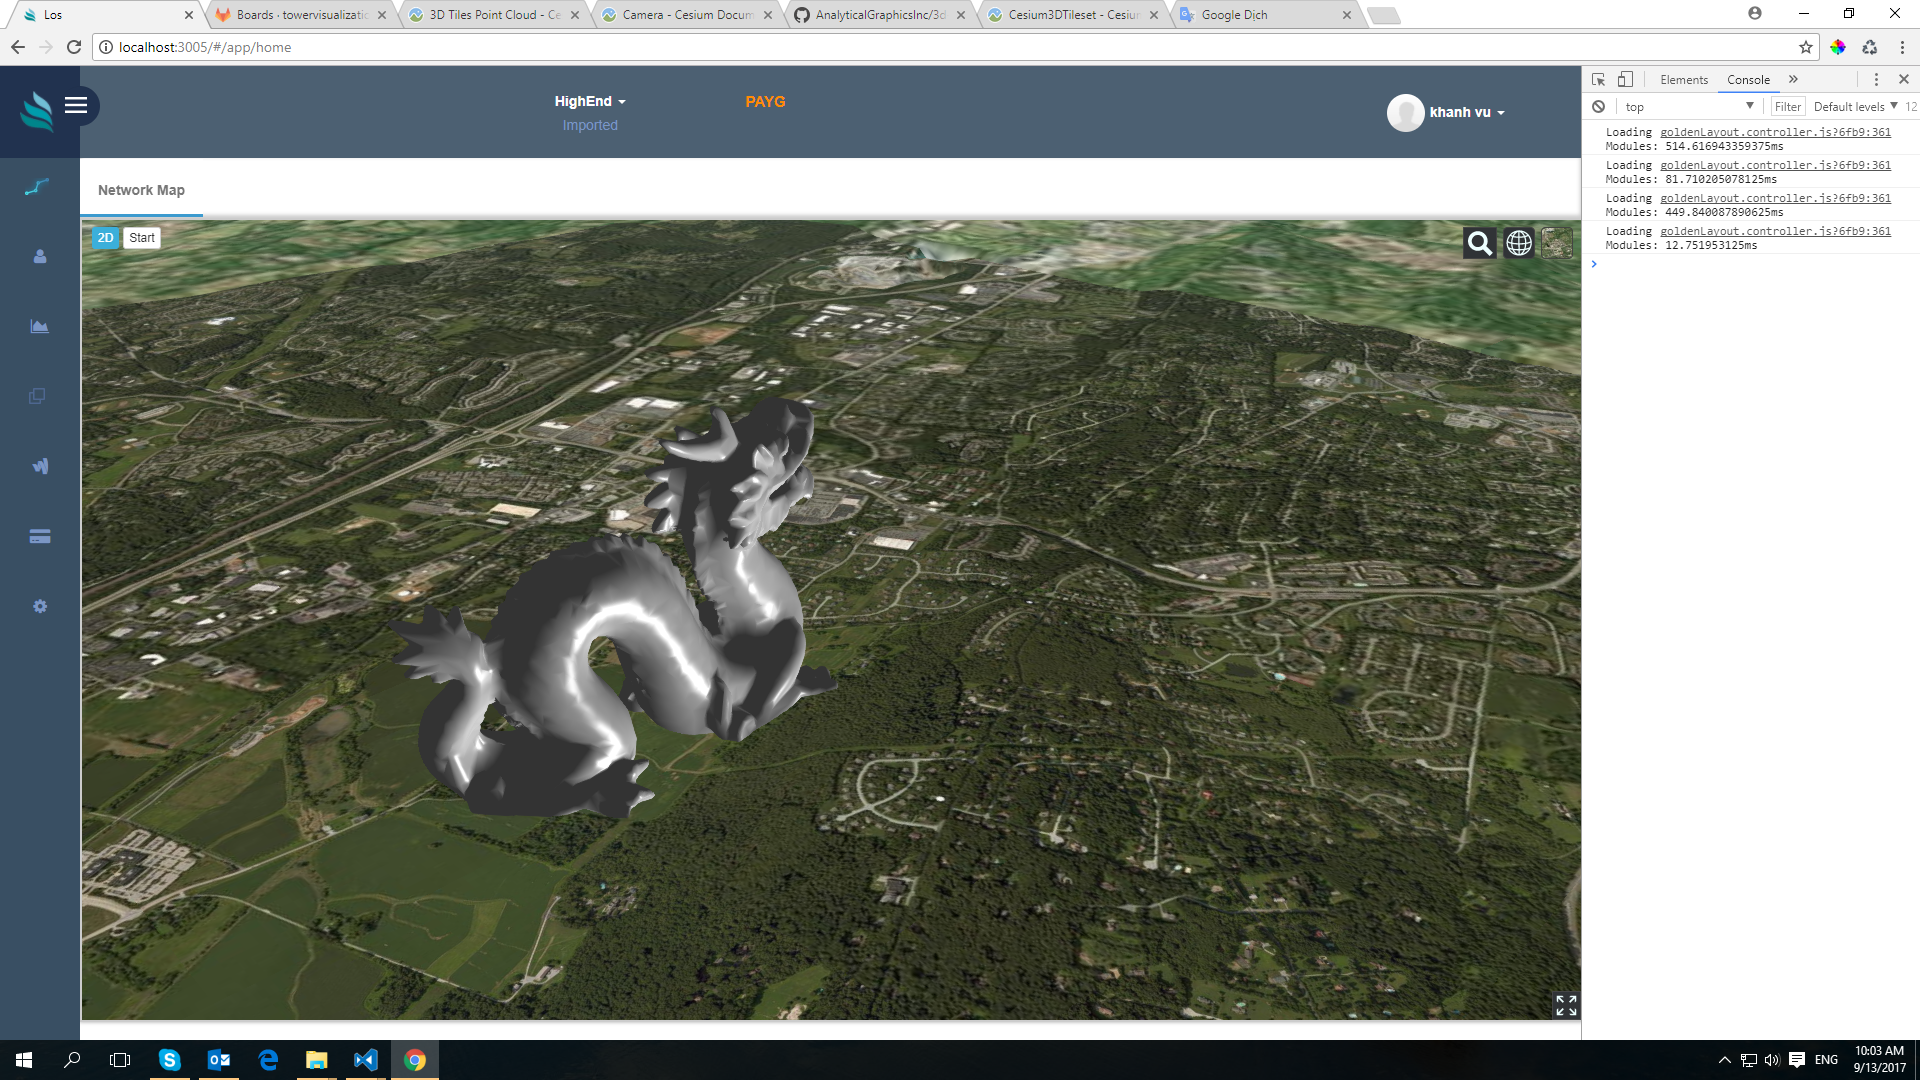 Los
Boards · towervisualizatio
3D Tiles Point Cloud - Ce
Camera - Cesium Docum
AnalyticalGraphicsInc/3d
Cesium3DTileset - Cesiur
Google Dịch
localhost:3005/#/app/home
HighEnd
Imported
PAYG
khanh vu
Network Map
2D
Start
Elements
Console
top
Filter
Default levels
12
Loading goldenLayout.controller.js?6fb9:361
Modules: 514.616943359375ms
Loading goldenLayout.controller.js?6fb9:361
Modules: 81.710205078125ms
Loading goldenLayout.controller.js?6fb9:361
Modules: 449.840087890625ms
Loading goldenLayout.controller.js?6fb9:361
Modules: 12.751953125ms
ENG
10:03 AM
9/13/2017